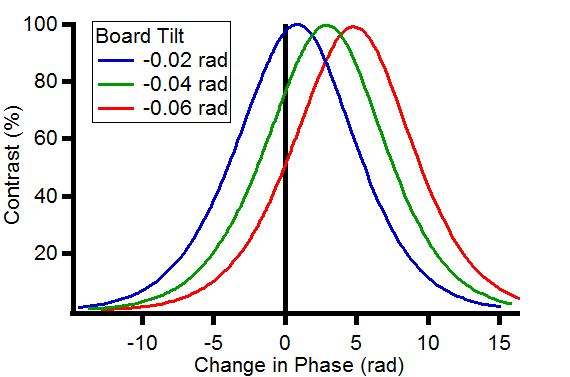 Board Tilt
-0.02 rad
-0.04 rad
-0.06 rad
100
80
60
40
20
Contrast (%)
-10 -5 0 5 10 15
Change in Phase (rad)